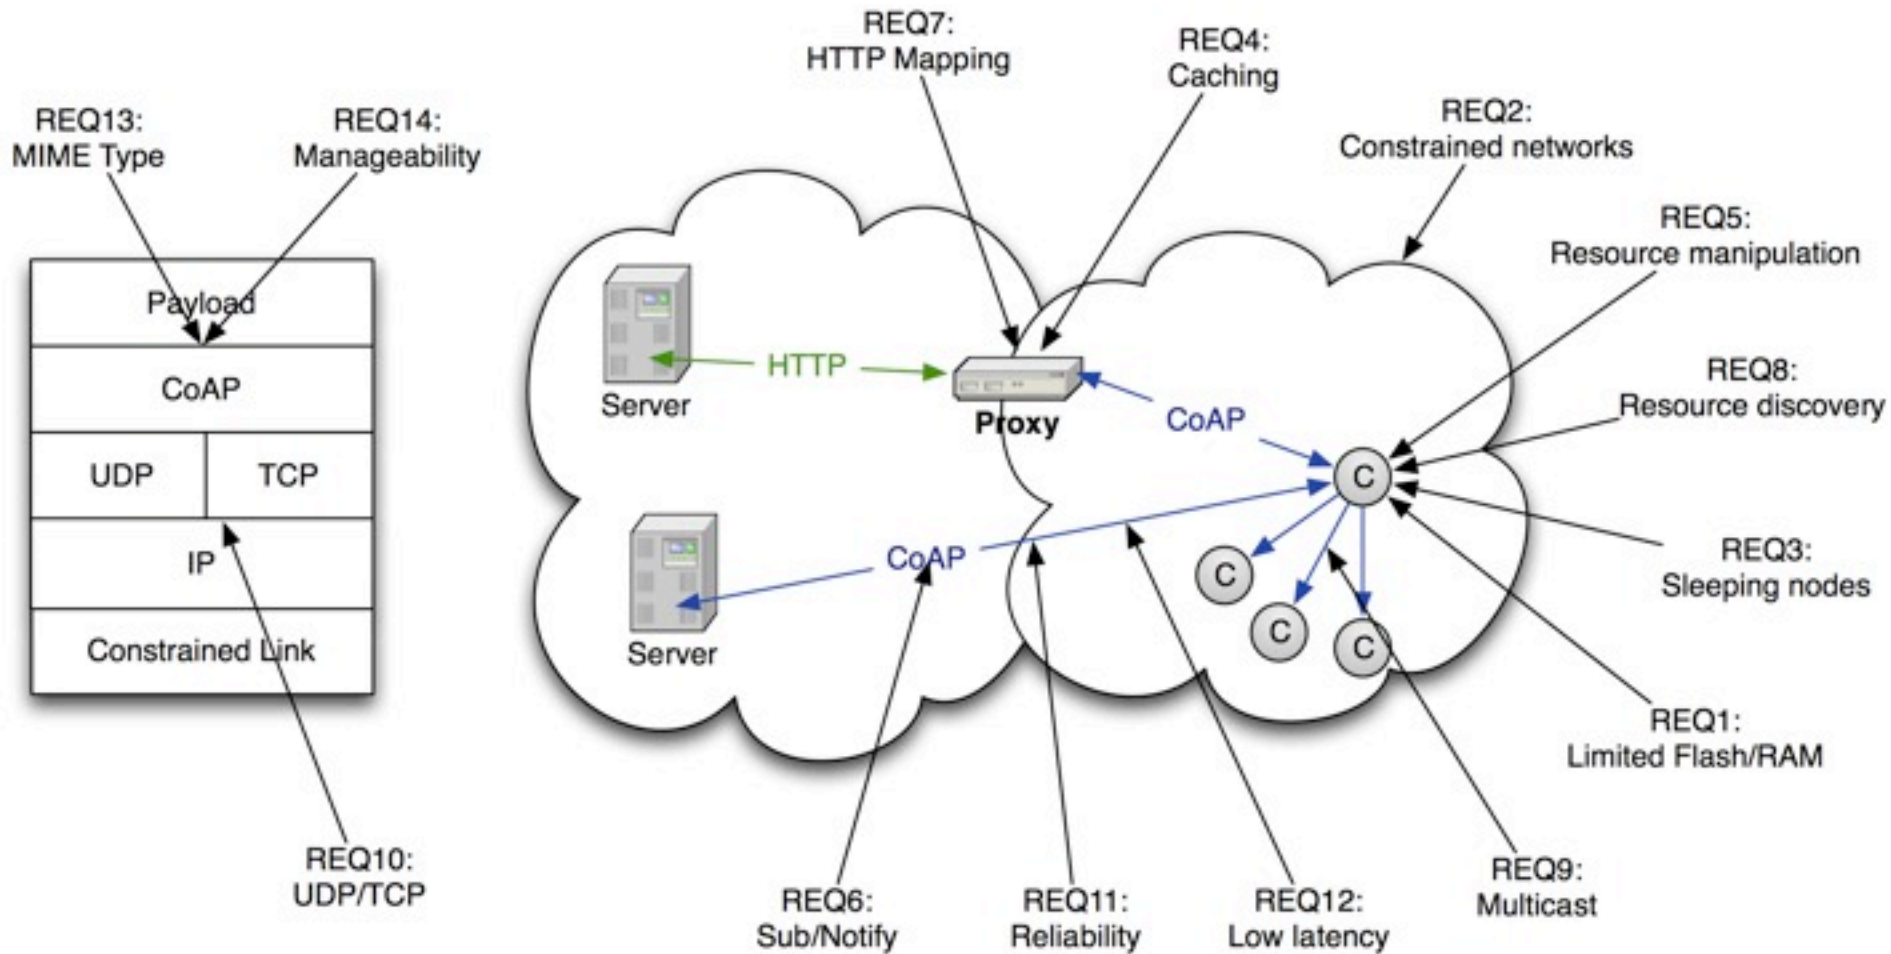 REQ7:
HTTP Mapping
REQ4:
Caching
REQ13:
MIME Type
REQ14:
Manageability
REQ2:
Constrained networks
REQ5:
Resource manipulation
Payload
CoAP
UDP
TCP
IP
Constrained Link
HTTP
Server
Proxy
CoAP
REQ8:
Resource discovery
C
CoAP
Server
C
C
C
REQ3:
Sleeping nodes
REQ1:
Limited Flash/RAM
REQ10:
UDP/TCP
REQ6:
Sub/Notify
REQ11:
Reliability
REQ12:
Low latency
REQ9:
Multicast